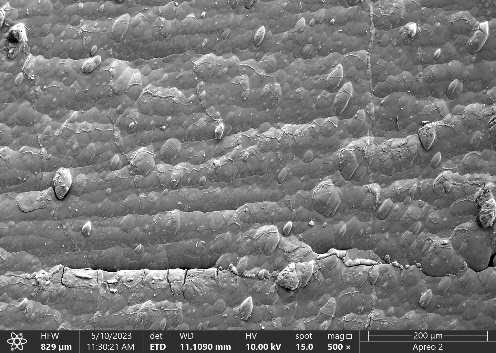 HFW 5/10/2023 det WD HV spot mag 200 µm
829 µm 11:30:21 AM ETD 11.1090 mm 10.00 kV 15.0 500 × Apreo 2